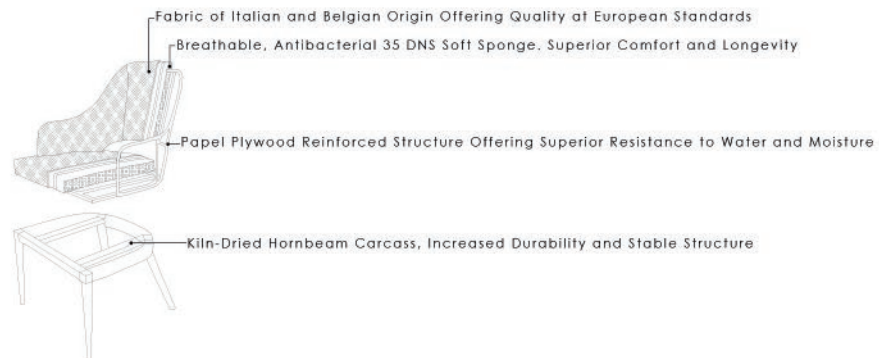 Fabric of Italian and Belgian Origin Offering Quality at European Standards
Breathable, Antibacterial 35 DNS Soft Sponge. Superior Comfort and Longevity
Papel Plywood Reinforced Structure Offering Superior Resistance to Water and Moisture
Kiln-Dried Hornbeam Carcass, Increased Durability and Stable Structure